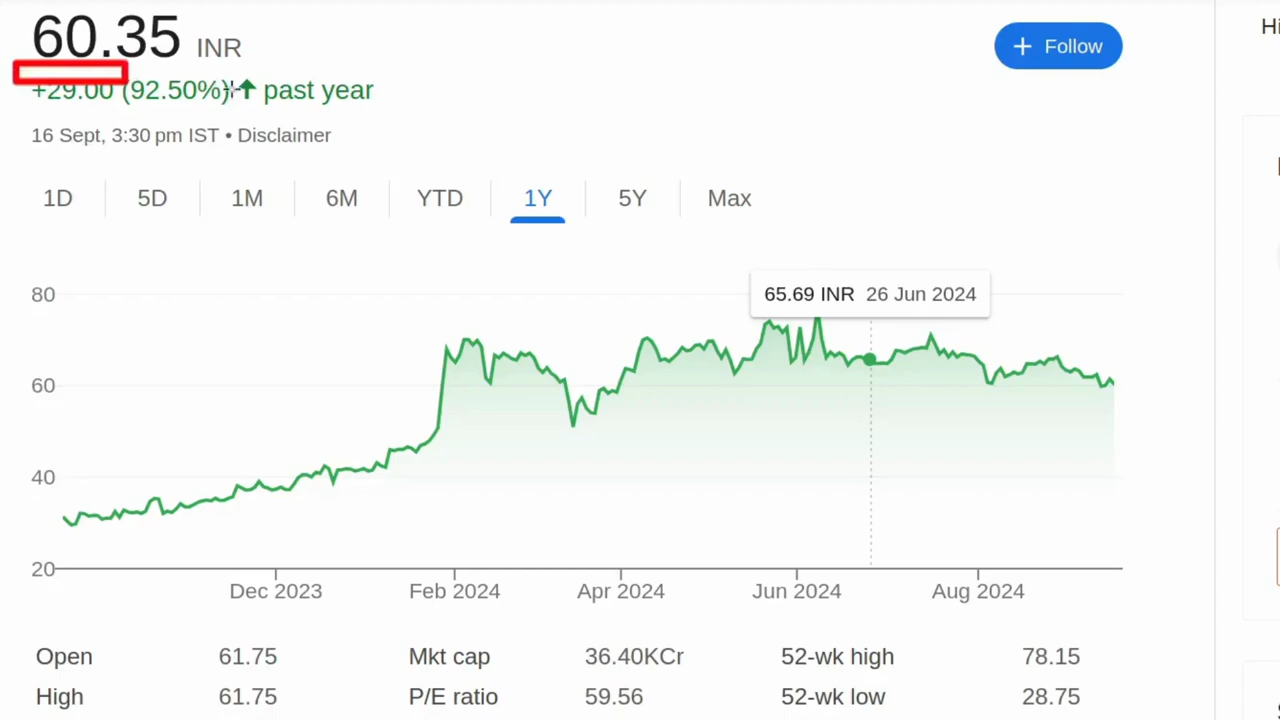 60.35 INR
+ Follow
+29.00 (92.50%) past year
16 Sept, 3:30 pm IST • Disclaimer
1D 5D 1M 6M YTD 1Y 5Y Max
65.69 INR 26 Jun 2024
80
60
40
20
Dec 2023 Feb 2024 Apr 2024 Jun 2024 Aug 2024
Open 61.75 Mkt cap 36.40KCr 52-wk high 78.15
High 61.75 P/E ratio 59.56 52-wk low 28.75